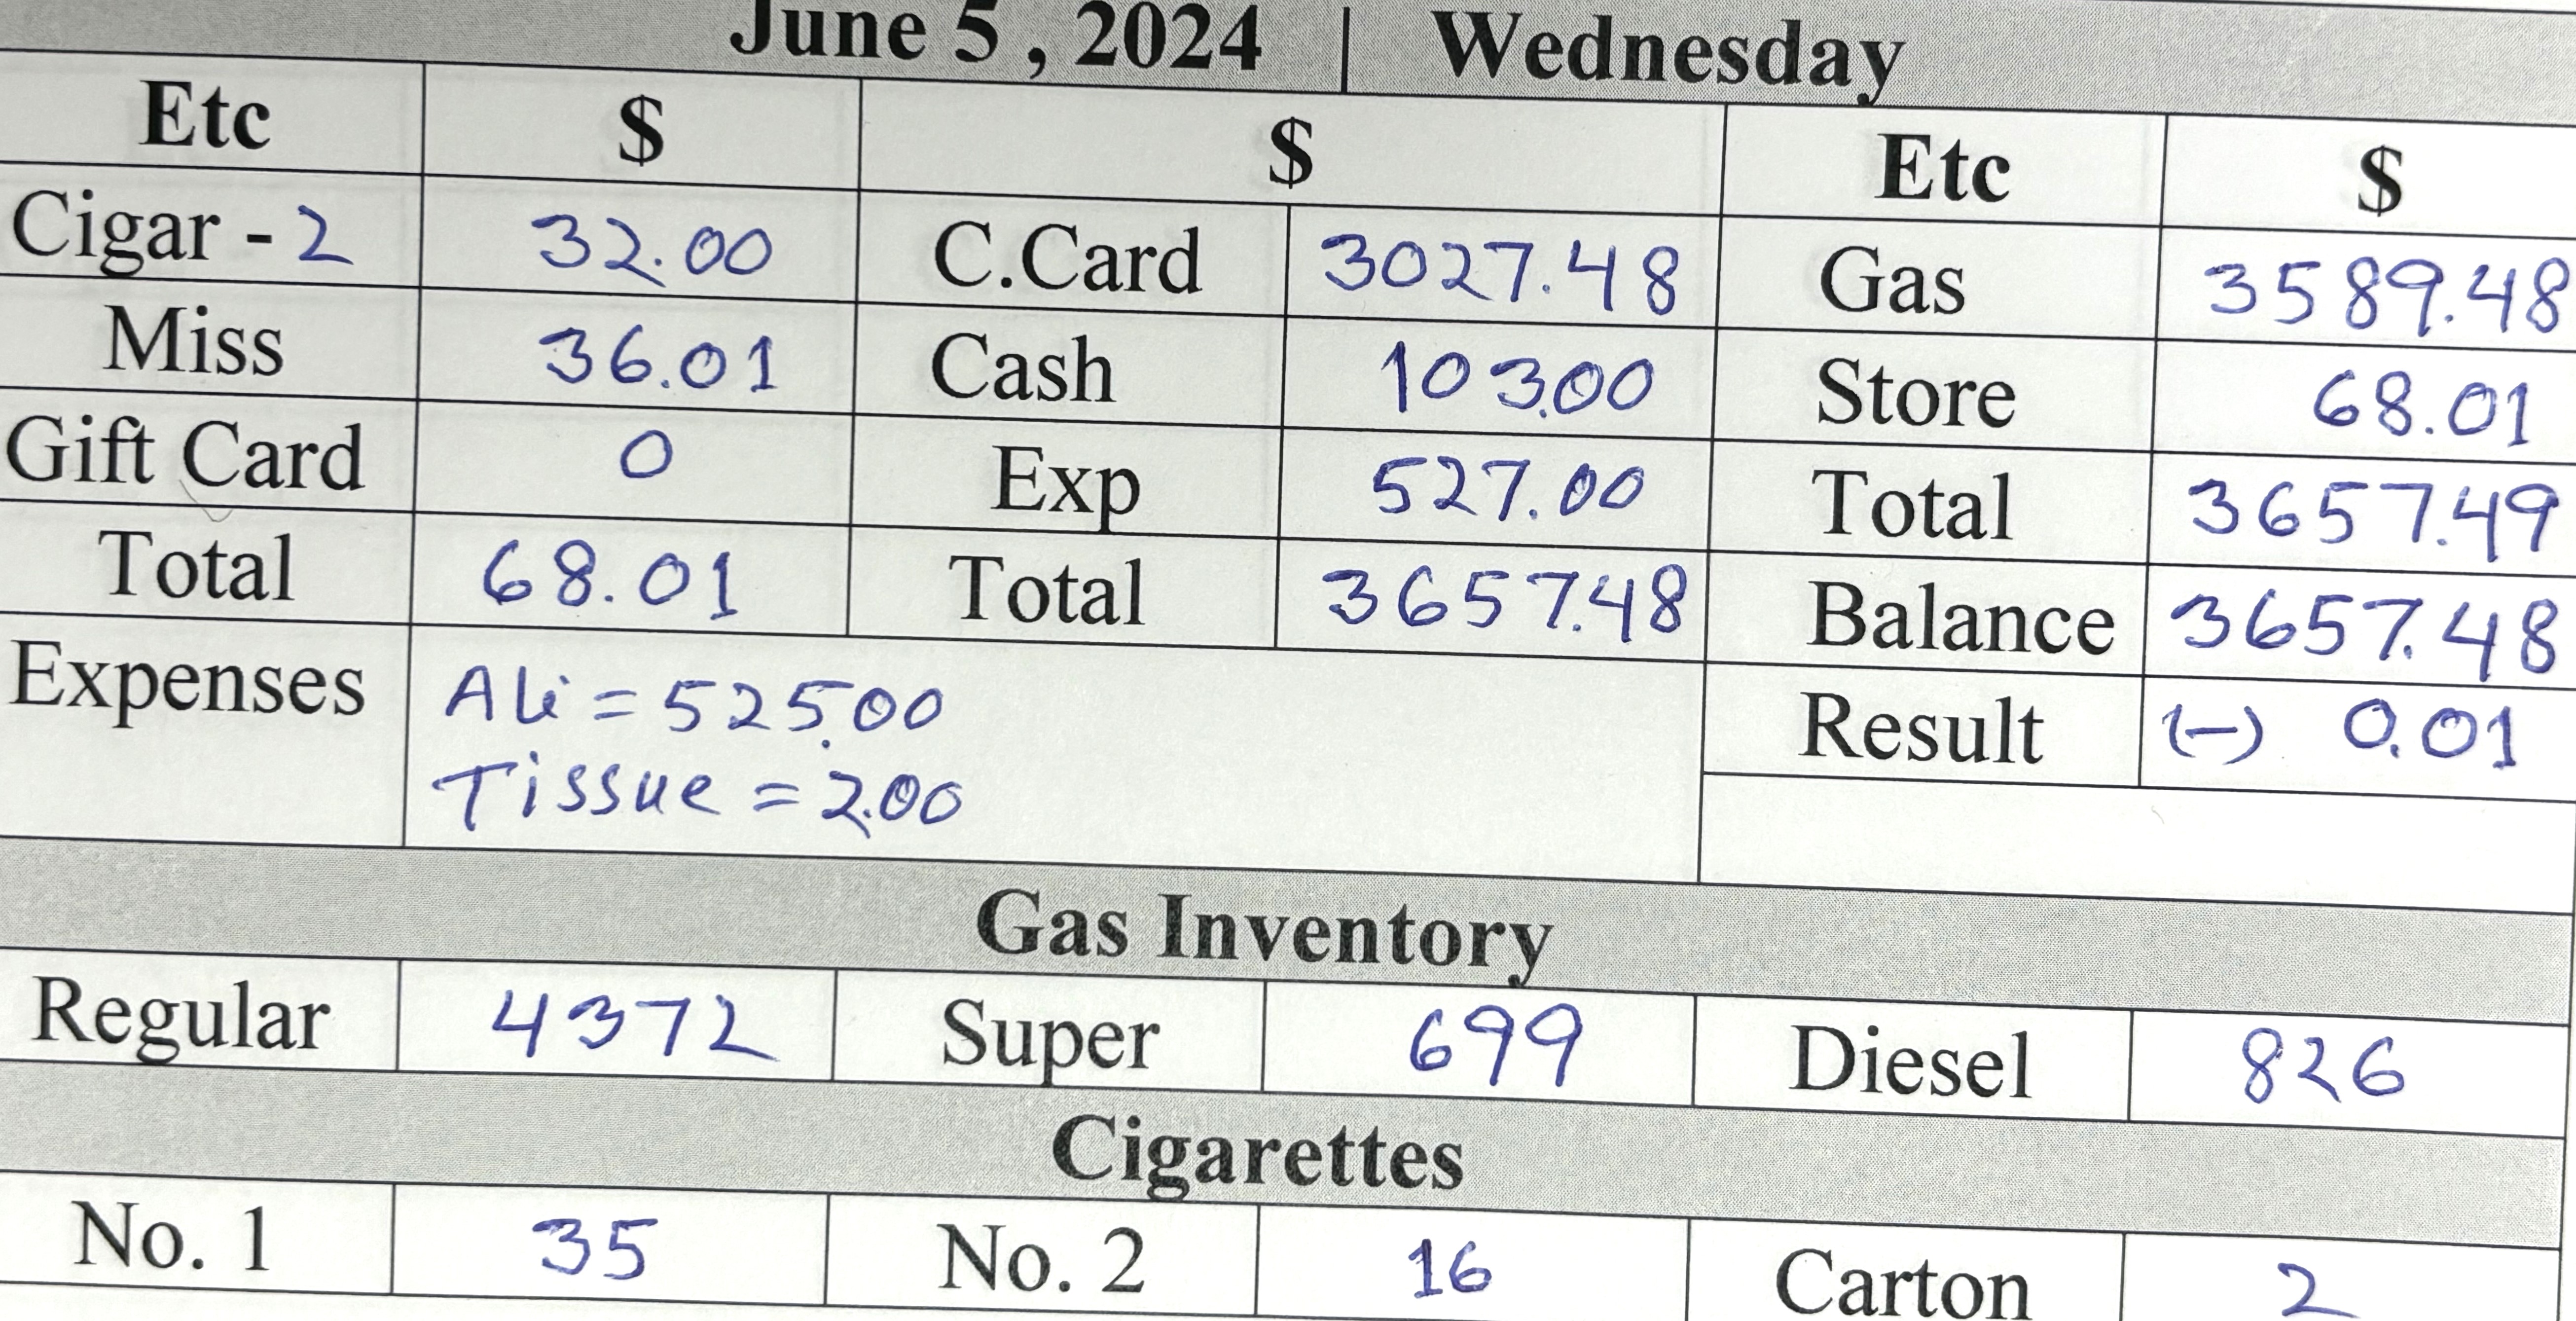 June 5 , 2024 | Wednesday
Etc $ $ Etc $
Cigar - 2 32.00 C.Card 3027.48 Gas 3589.48
Miss 36.01 Cash 103.00 Store 68.01
Gift Card 0 Exp 527.00 Total 3657.49
Total 68.01 Total 3657.48 Balance 3657.48
Expenses Ali = 525.00 Result (-) 0.01
Tissue = 2.00
Gas Inventory
Regular 4372 Super 699 Diesel 826
Cigarettes
No. 1 35 No. 2 16 Carton 2